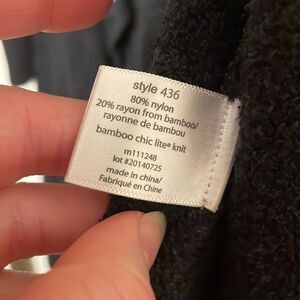 style 436
80% nylon
20% rayon from bamboo/
rayonne de bambou
bamboo chic lite® knit
m111248
lot #20140725
made in china/
Fabriqué en Chine